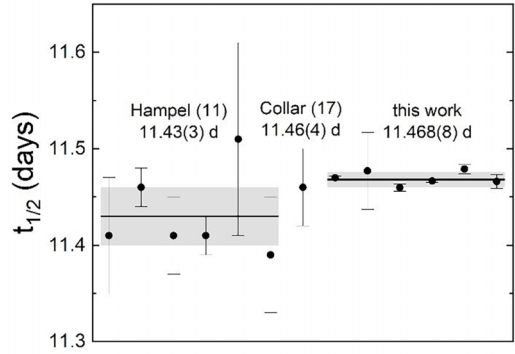 11.6
11.5
11.4
11.3
t1/2 (days)
Hampel (11)
11.43(3) d
Collar (17)
11.46(4) d
this work
11.468(8) d